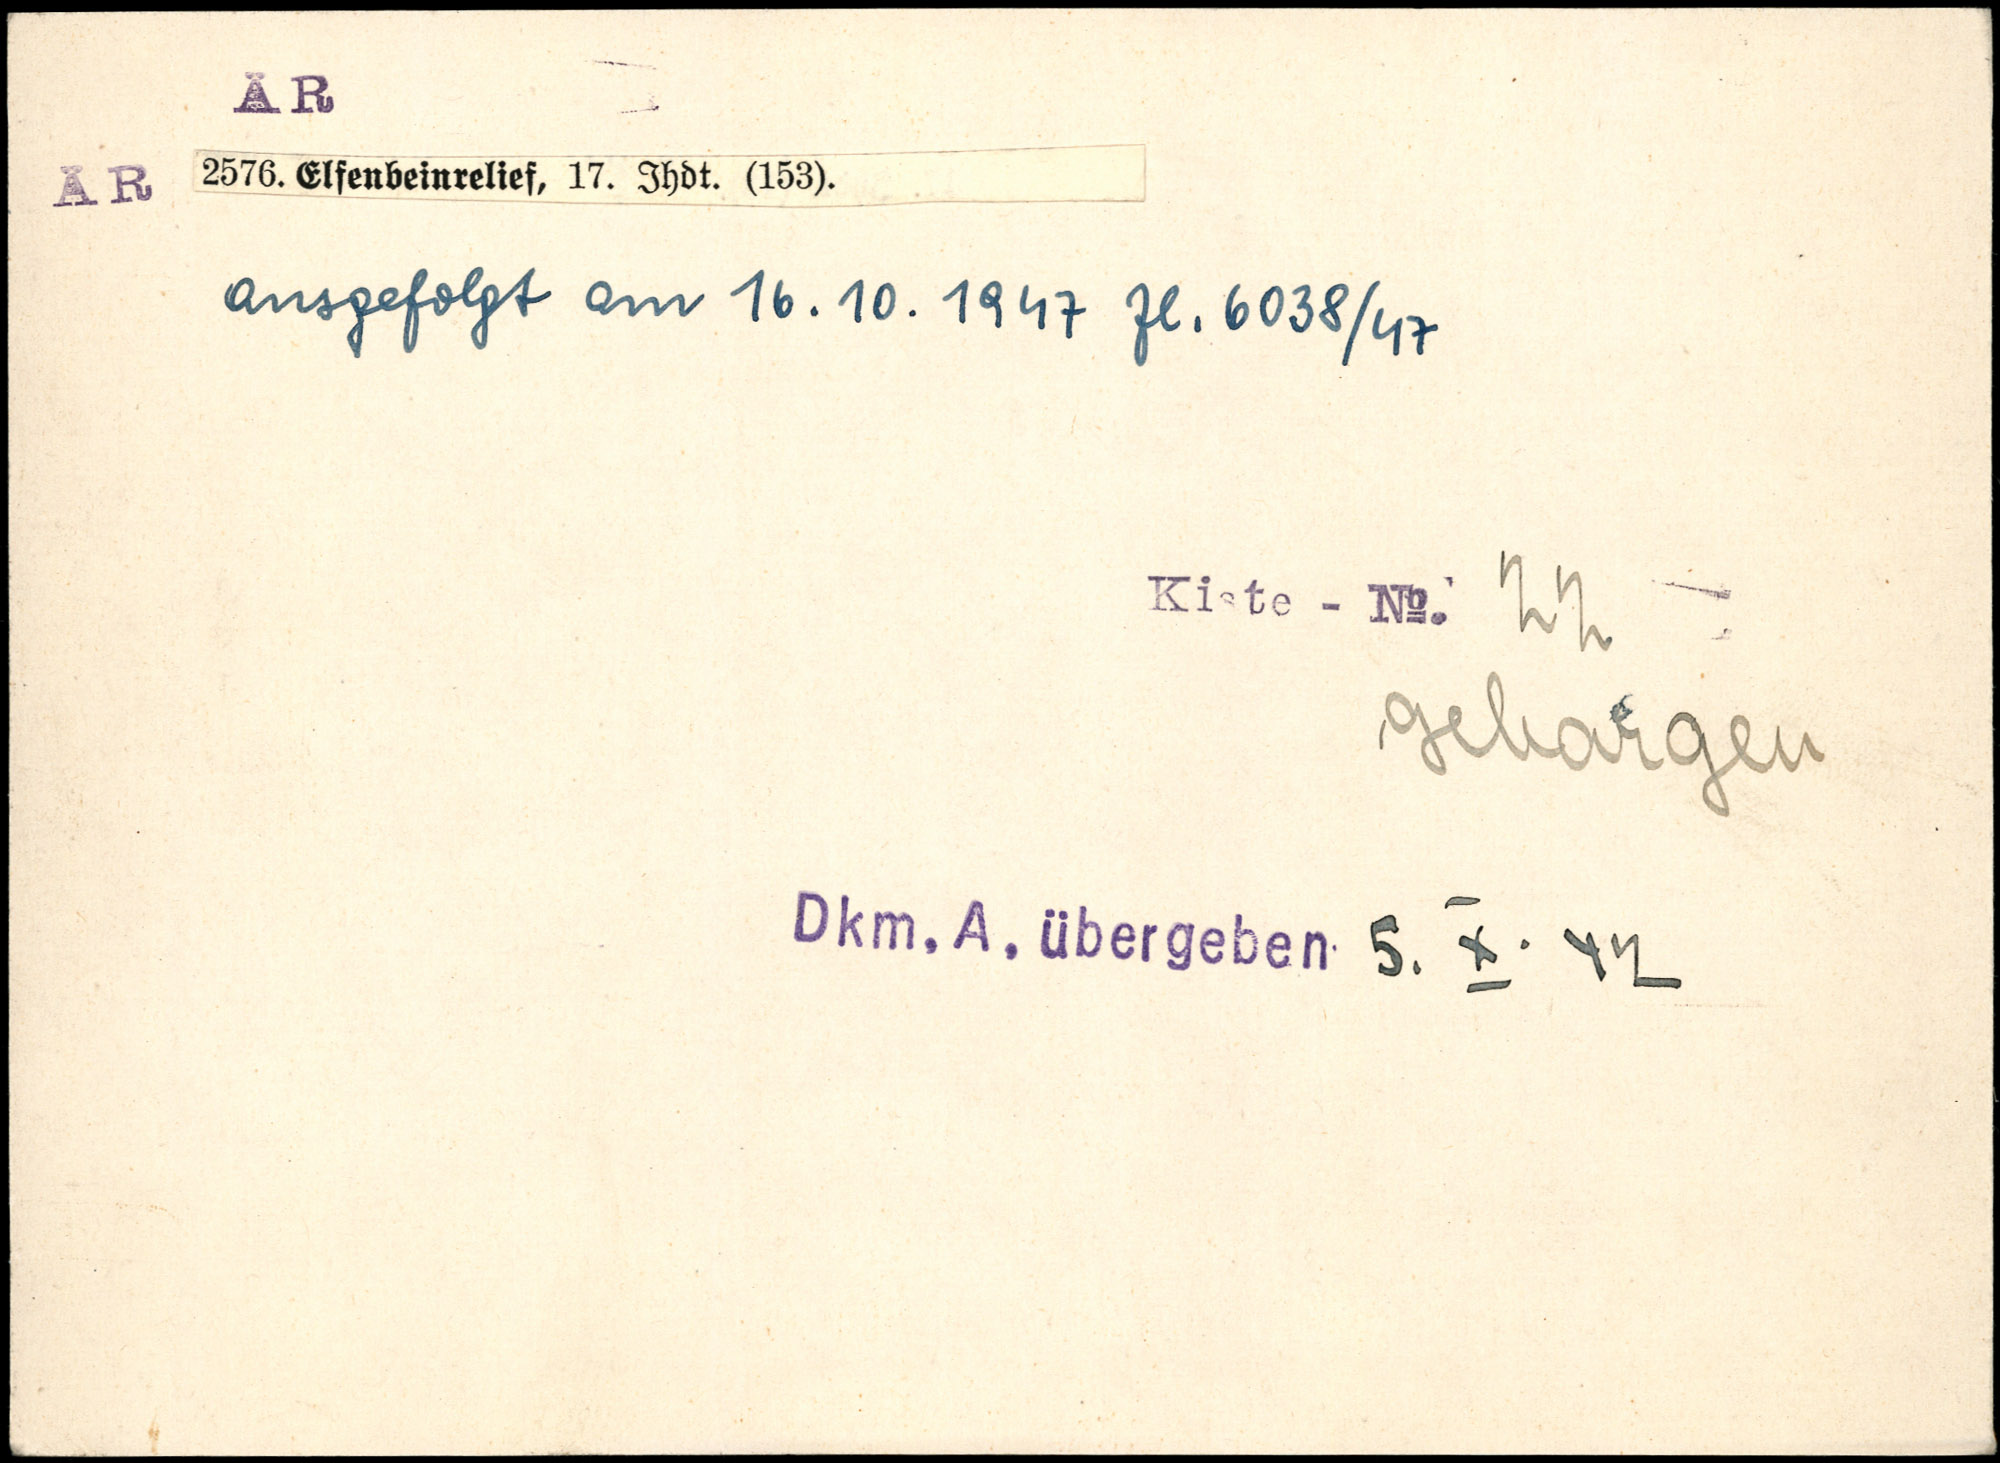 ÄR
ÄR 2576. Elfenbeinrelief, 17. Jhdt. (153).
ausgefolgt am 16.10.1947 Zl. 6038/47
Kiste - №. 22
geborgen
Dkm. A. übergeben 5. X. 42